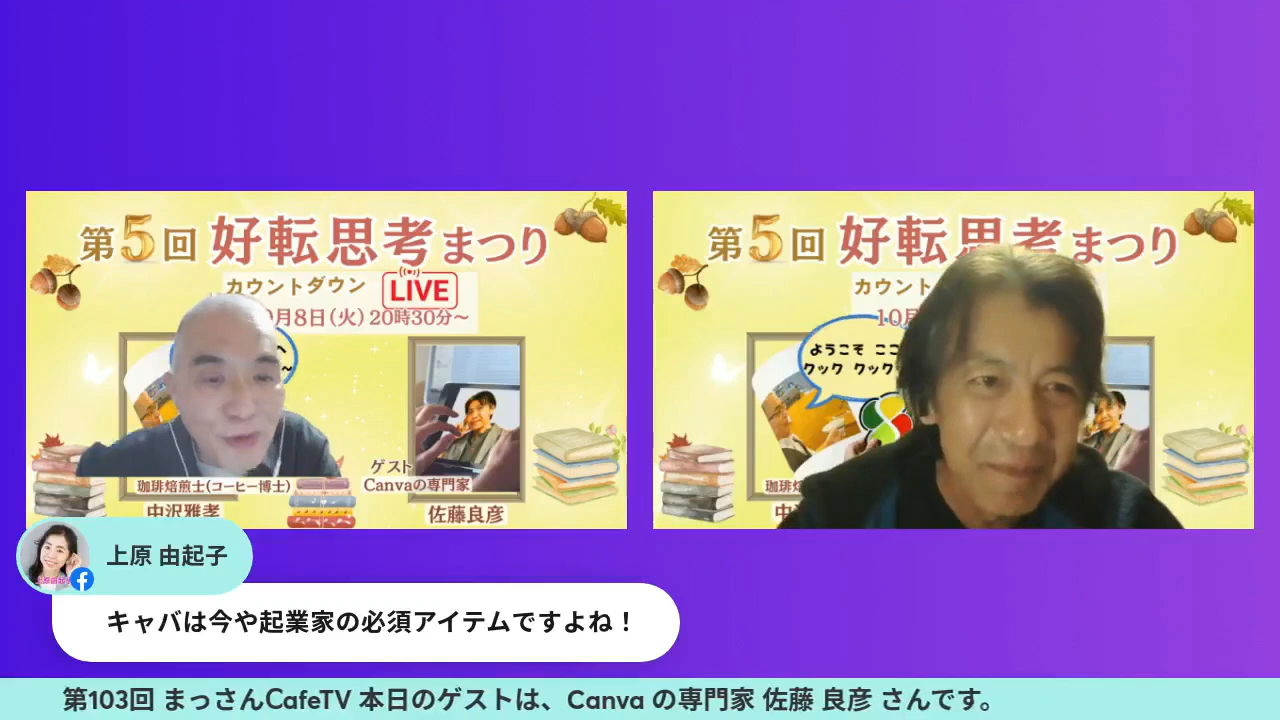 第5回 好転思考まつり
カウントダウン LIVE
月8日(火)20時30分～
珈琲焙煎士(コーヒー博士)
中沢雅孝
ゲスト
Canvaの専門家
佐藤良彦
第5回 好転思考まつり
カウント
10月
ようこそ ここ
クック クック
珈琲焙
中
上原 由起子
キャバは今や起業家の必須アイテムですよね！
第103回 まっさんCafeTV 本日のゲストは、Canva の専門家 佐藤 良彦 さんです。